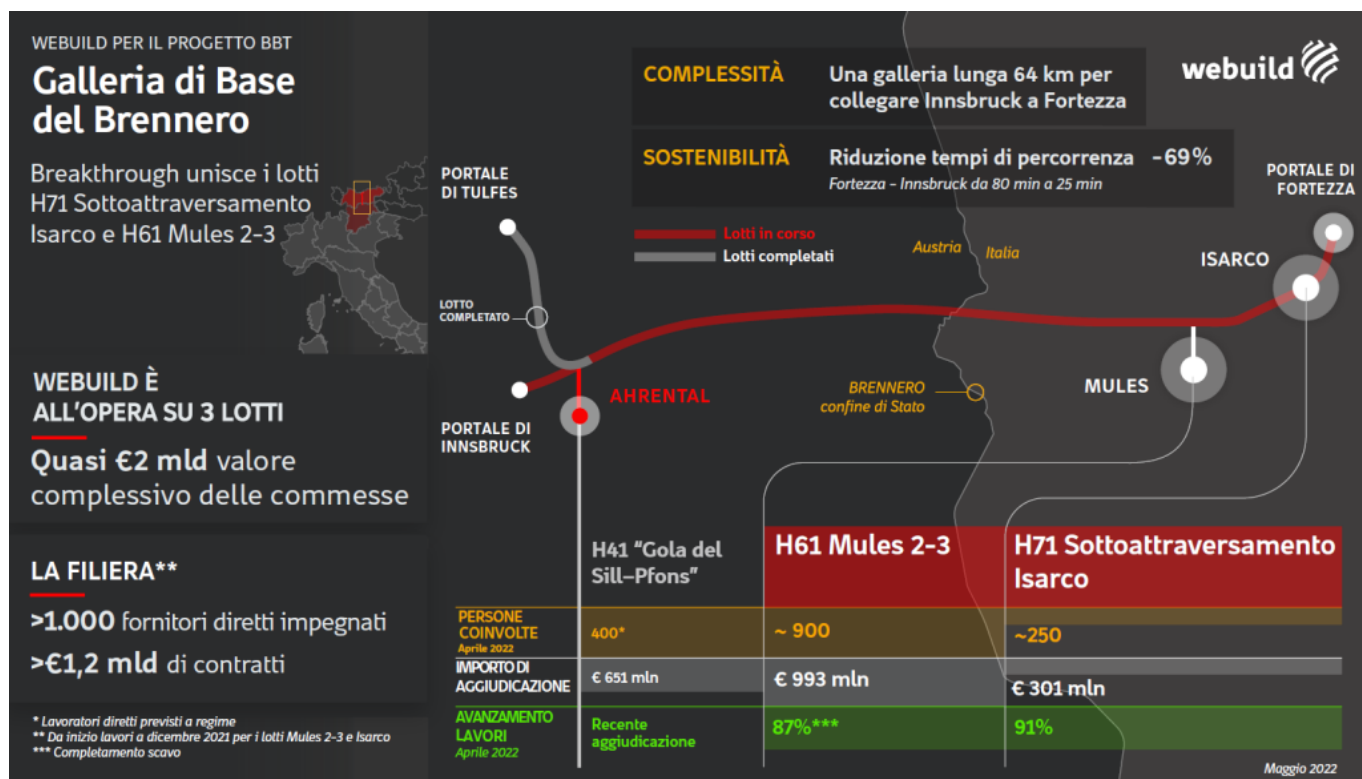 WEBUILD PER IL PROGETTO BBT
Galleria di Base
del Brennero
Breakthrough unisce i lotti
H71 Sottoattraversamento
Isarco e H61 Mules 2-3
WEBUILD È
ALL'OPERA SU 3 LOTTI
Quasi €2 mld valore
complessivo delle commesse
LA FILIERA**
>1.000 fornitori diretti impegnati
>€1,2 mld di contratti
* Lavoratori diretti previsti a regime
** Da inizio lavori a dicembre 2021 per i lotti Mules 2-3 e Isarco
*** Completamento scavo
COMPLESSITÀ
Una galleria lunga 64 km per
collegare Innsbruck a Fortezza
webuild
SOSTENIBILITÀ
Riduzione tempi di percorrenza -69%
Fortezza - Innsbruck da 80 min a 25 min
PORTALE
DI TULFES
PORTALE DI
FORTEZZA
Lotti in corso
Lotti completati
Austria
Italia
ISARCO
LOTTO
COMPLETATO
AHRENTAL
BRENNERO
confine di Stato
MULES
PORTALE DI
INNSBRUCK
H41 "Gola del
Sill–Pfons"
H61 Mules 2-3
H71 Sottoattraversamento
Isarco
PERSONE
COINVOLTE
Aprile 2022
400*
~ 900
~250
IMPORTO DI
AGGIUDICAZIONE
€ 651 mln
€ 993 mln
€ 301 mln
AVANZAMENTO
LAVORI
Aprile 2022
Recente
aggiudicazione
87%***
91%
Maggio 2022